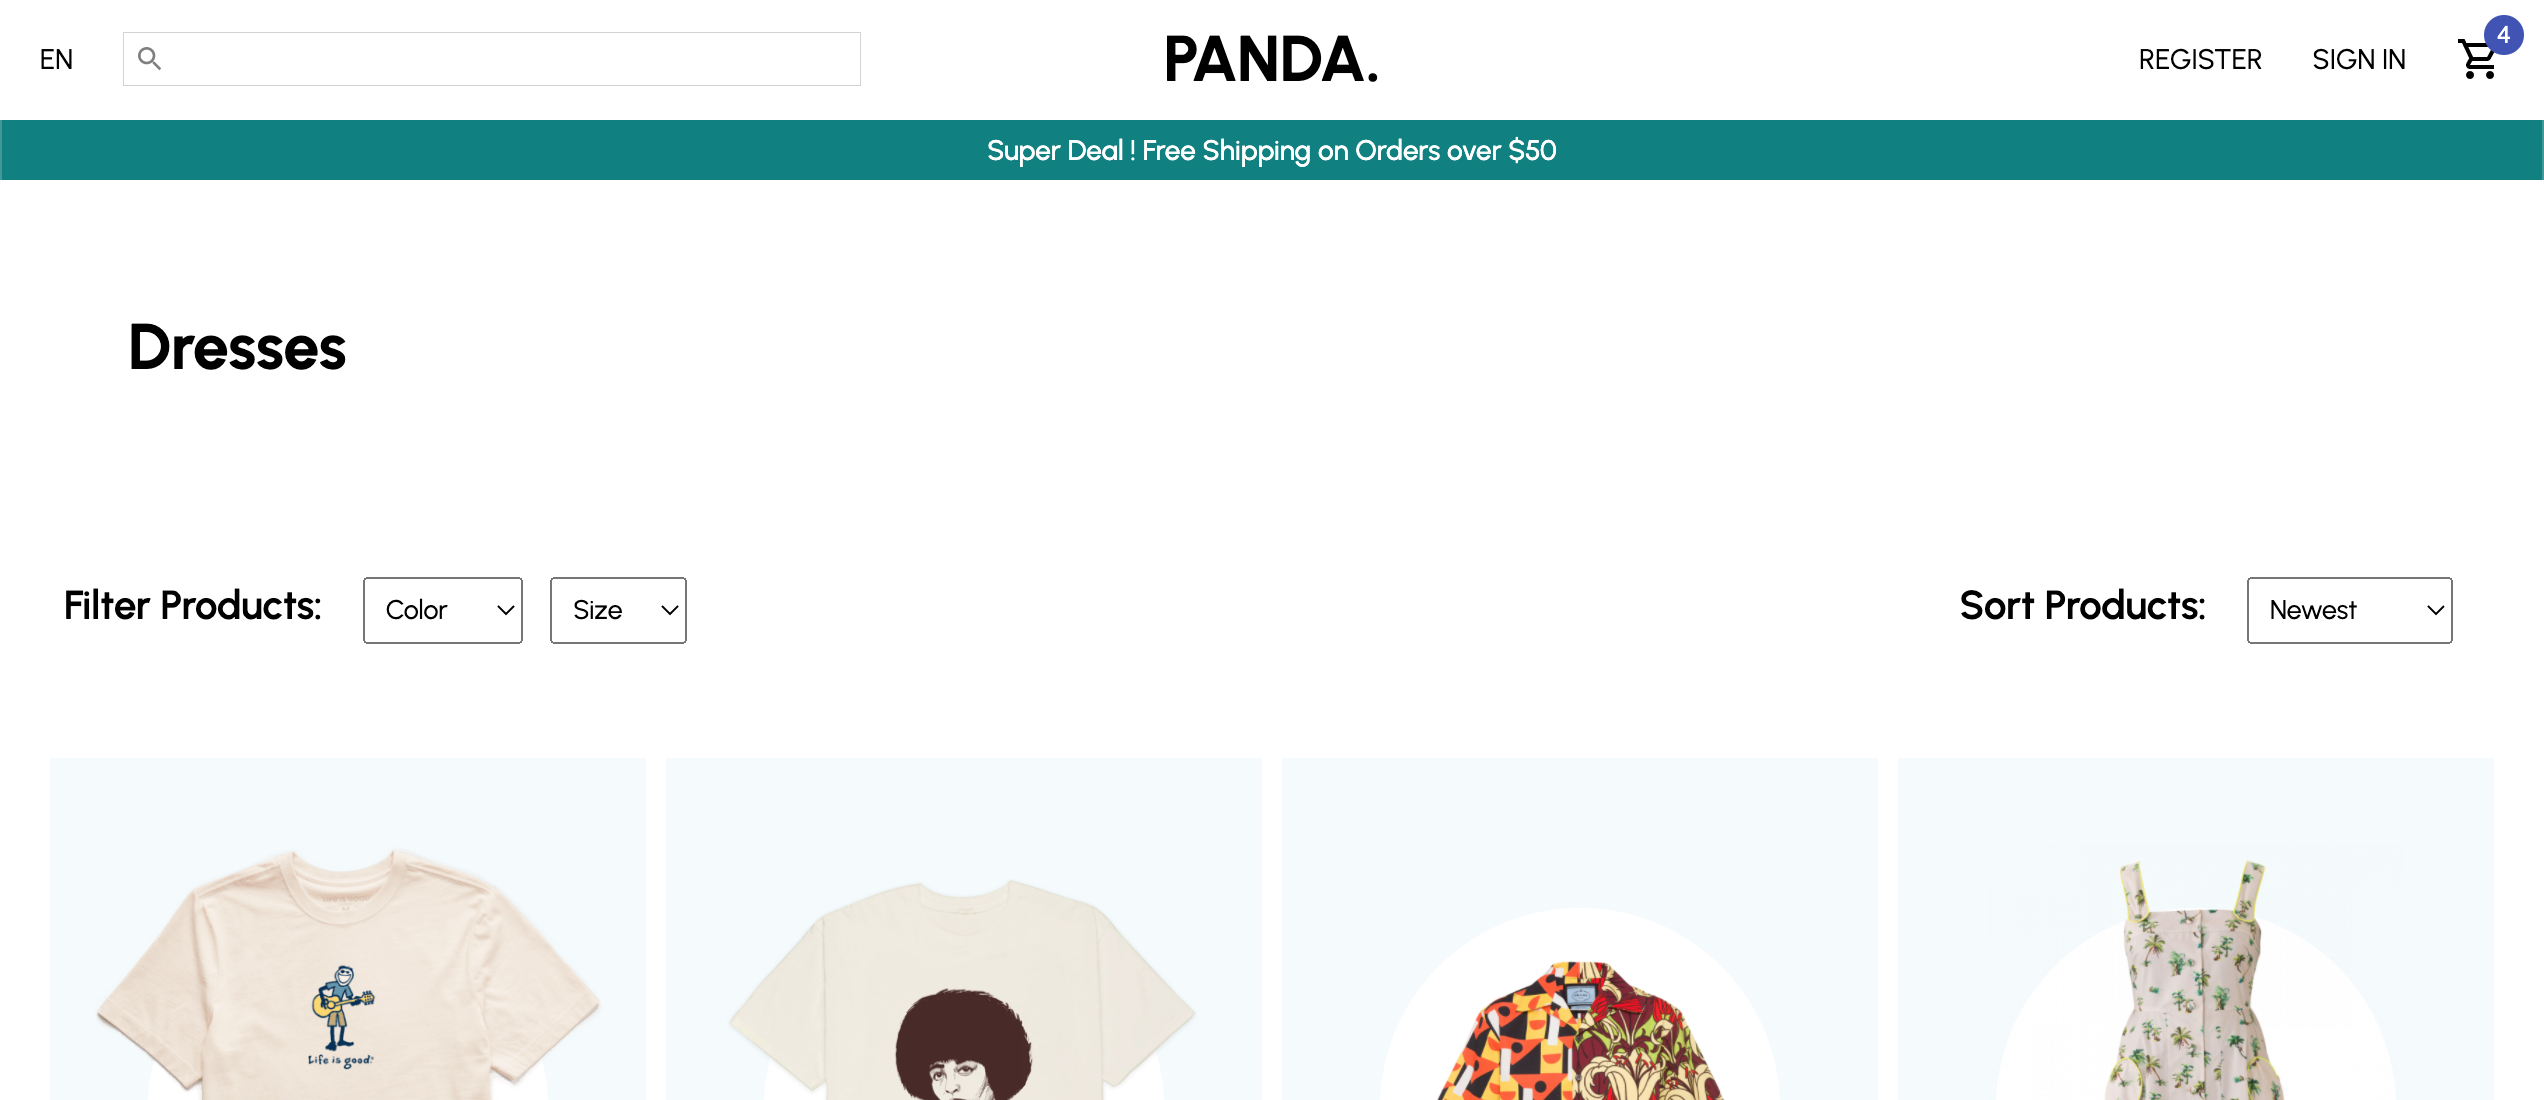 EN
PANDA.
REGISTER
SIGN IN
4
Super Deal ! Free Shipping on Orders over $50
Dresses
Filter Products:
Color
Size
Sort Products:
Newest
Life is good